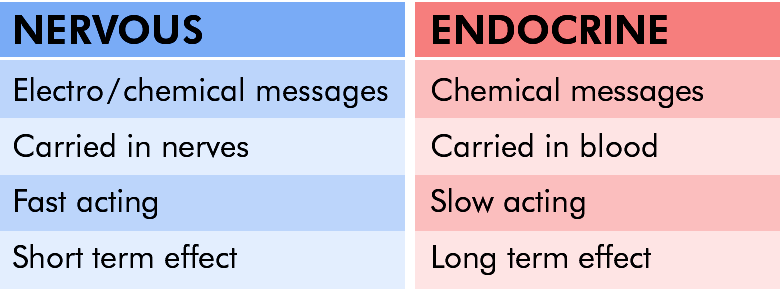 NERVOUS
ENDOCRINE
Electro/chemical messages
Chemical messages
Carried in nerves
Carried in blood
Fast acting
Slow acting
Short term effect
Long term effect